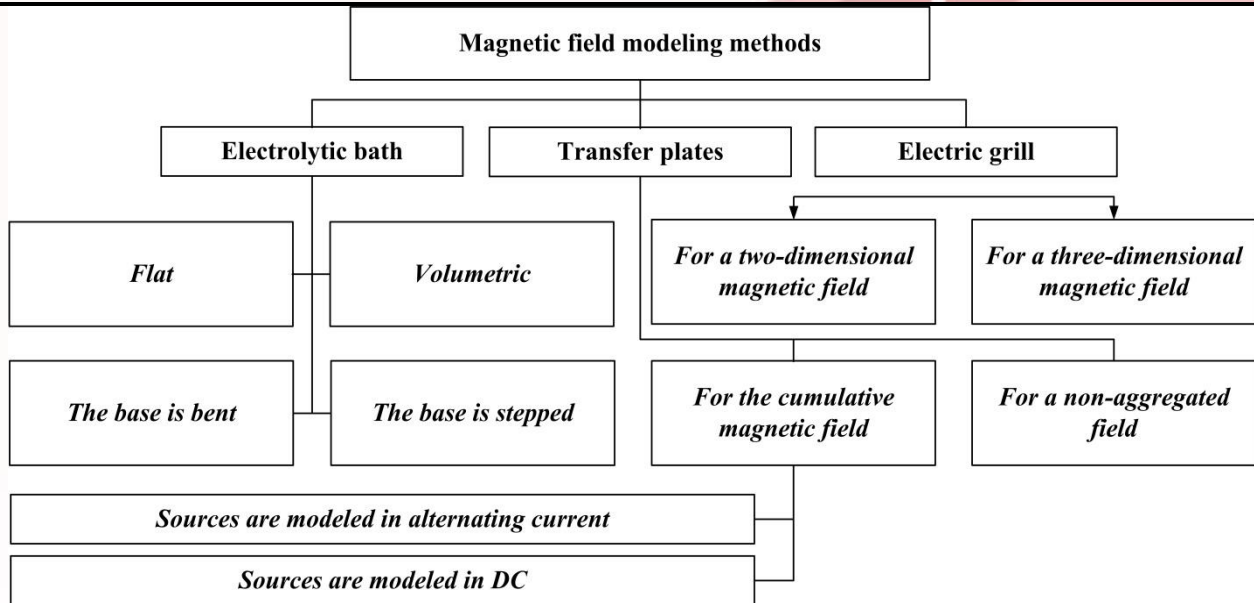 Magnetic field modeling methods
Electrolytic bath
Transfer plates
Electric grill
Flat
Volumetric
For a two-dimensional
magnetic field
For a three-dimensional
magnetic field
The base is bent
The base is stepped
For the cumulative
magnetic field
For a non-aggregated
field
Sources are modeled in alternating current
Sources are modeled in DC